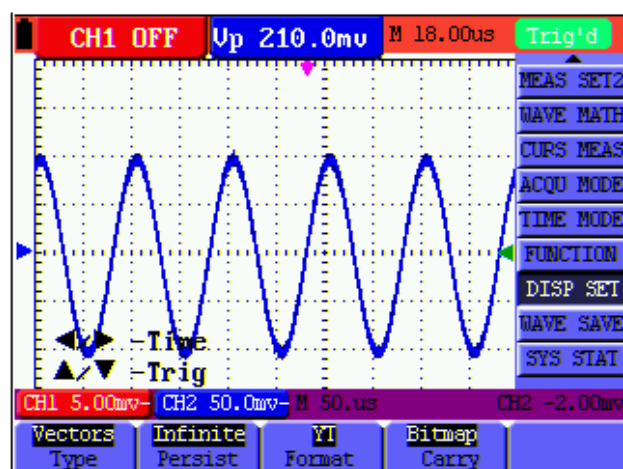 CH1 OFF Vp 210.0mv M 18.00us Trig'd
MEAS SET2
WAVE MATH
CURS MEAS
ACQU MODE
TIME MODE
FUNCTION
DISP SET
WAVE SAVE
SYS STAT
◀/▶ -Time
▲/▼ -Trig
CH1 5.00mv- CH2 50.0mv- M 50.us CH2 -2.00mv
Vectors Infinite YT Bitmap
Type Persist Format Carry